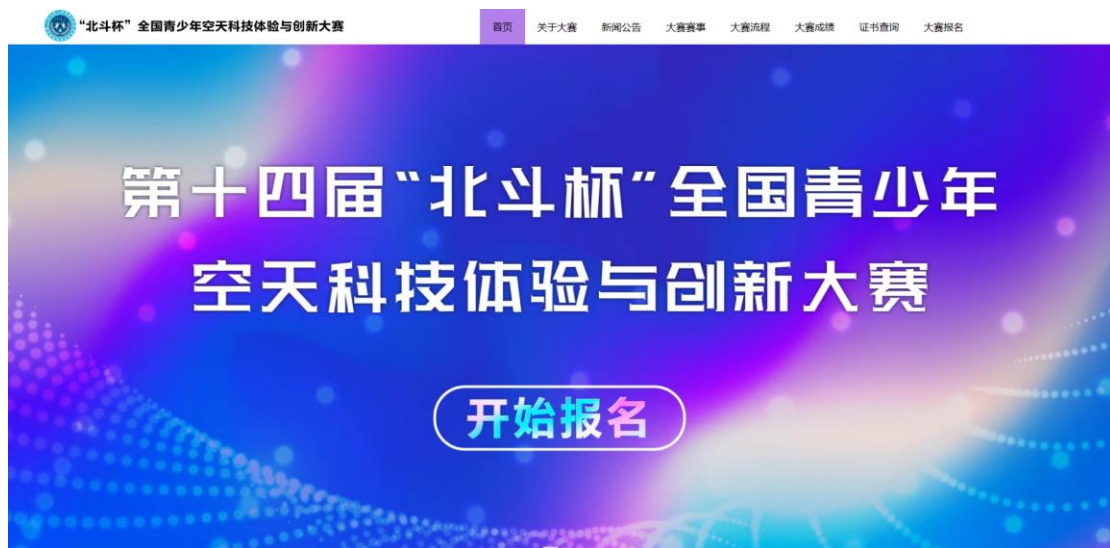 “北斗杯”全国青少年空天科技体验与创新大赛
首页 关于大赛 新闻公告 大赛赛事 大赛流程 大赛成绩 证书查询 大赛报名
第十四届“北斗杯”全国青少年
空天科技体验与创新大赛
开始报名